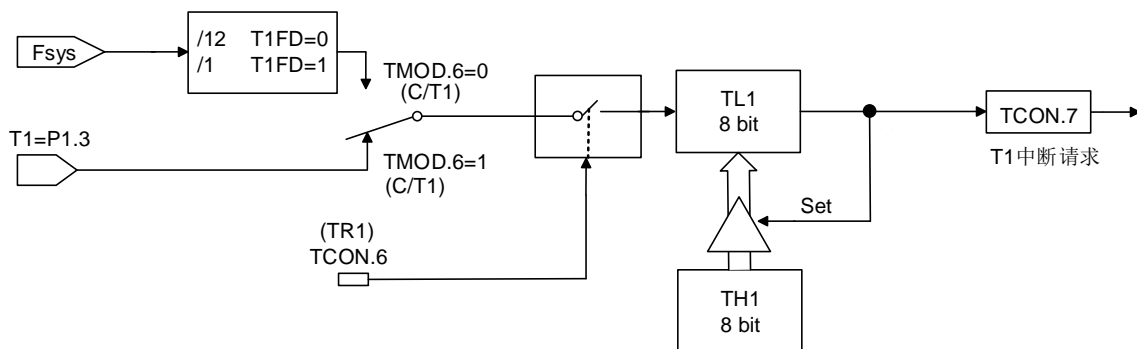 Fsys
/12 T1FD=0
/1 T1FD=1
TMOD.6=0
(C/T1)
T1=P1.3
TMOD.6=1
(C/T1)
(TR1)
TCON.6
TL1
8 bit
TCON.7
T1中断请求
Set
TH1
8 bit